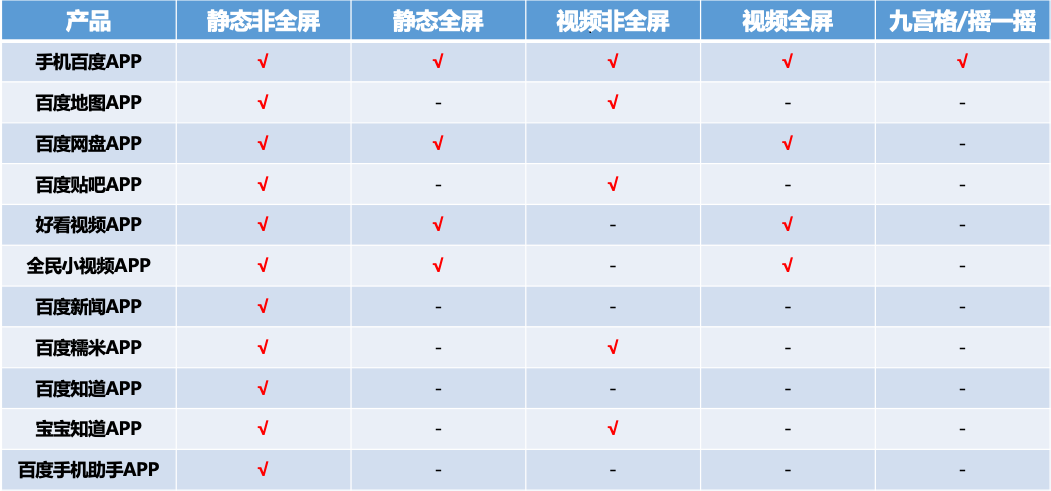 产品 静态非全屏 静态全屏 视频非全屏 视频全屏 九宫格/摇一摇
手机百度APP √ √ √ √ √
百度地图APP √ - √ - -
百度网盘APP √ √ √ -
百度贴吧APP √ - √ - -
好看视频APP √ √ - √ -
全民小视频APP √ √ - √ -
百度新闻APP √ - - - -
百度糯米APP √ - √ - -
百度知道APP √ - - - -
宝宝知道APP √ - √ - -
百度手机助手APP √ - - - -